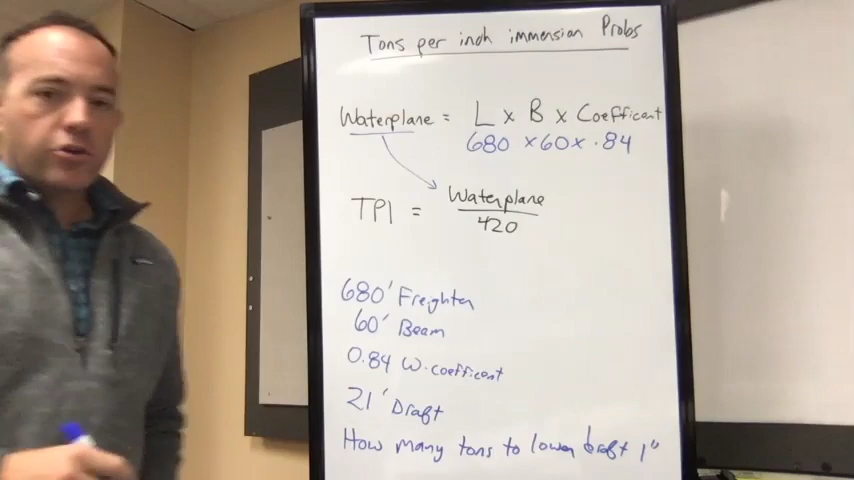 Tons per inch immersian Probs
Waterplane = L x B x Coefficent
680 x 60 x .84
TPI = Waterplane
420
680' Freighter
60' Beam
0.84 W. coefficent
21' Draft
How many tons to lower draft 1"